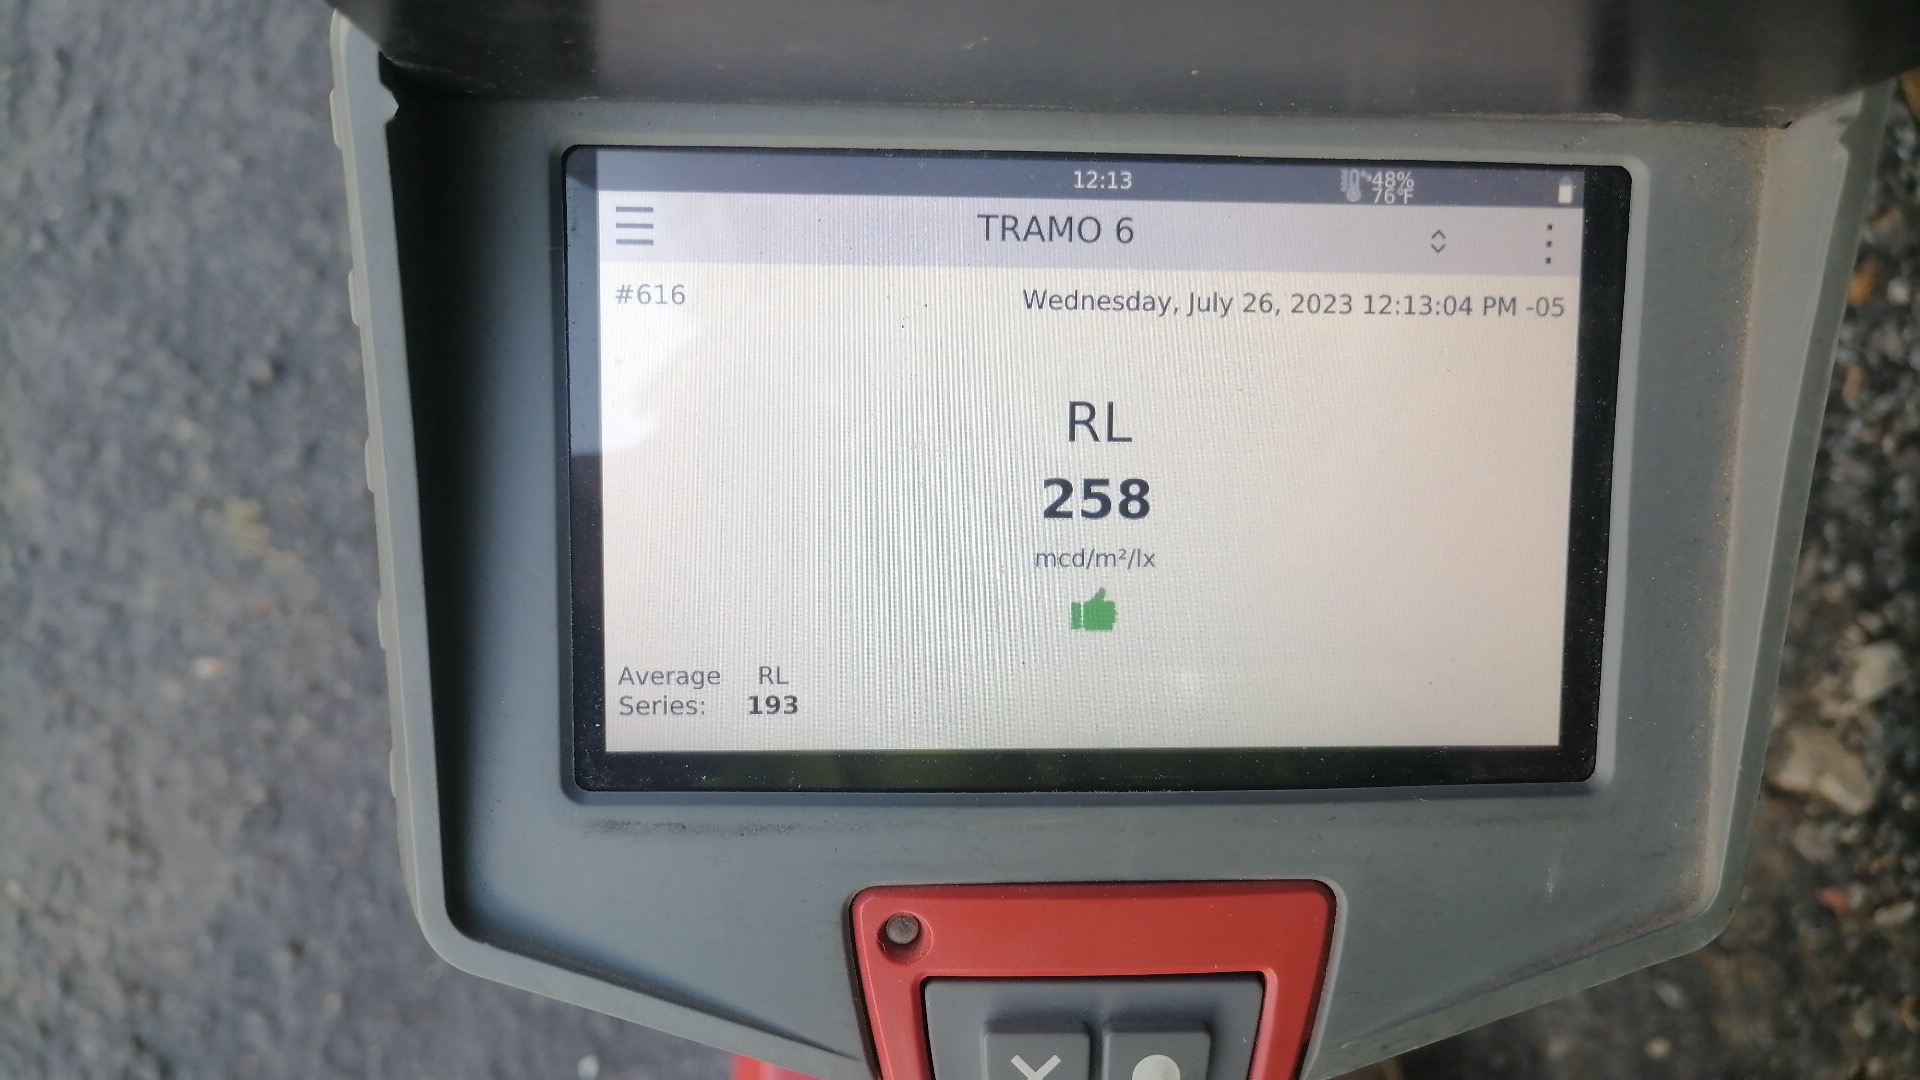 12:13
48%
76°F
TRAMO 6
#616
Wednesday, July 26, 2023 12:13:04 PM -05
RL
258
mcd/m²/lx
Average RL
Series: 193